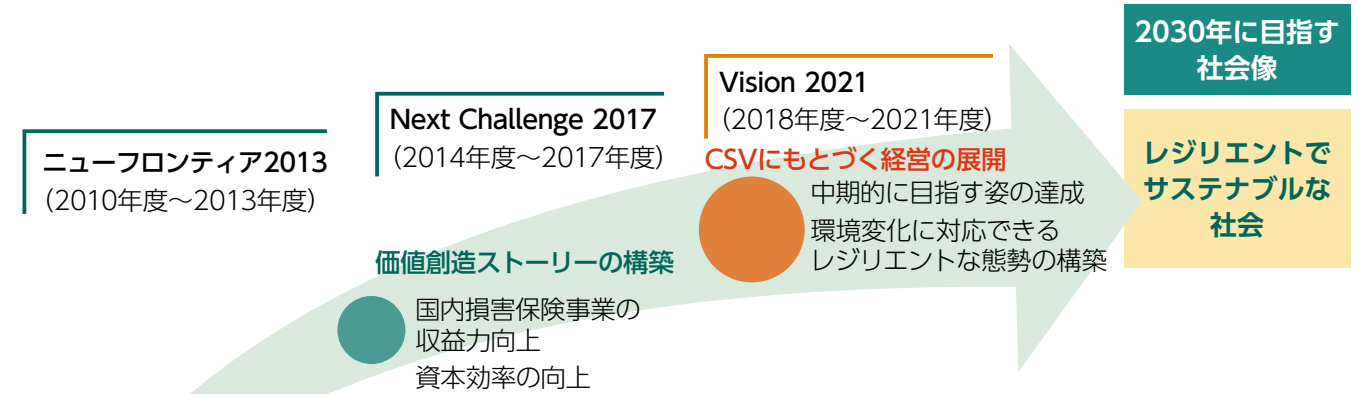 ニューフロンティア2013
（2010年度～2013年度）
Next Challenge 2017
（2014年度～2017年度）
価値創造ストーリーの構築
国内損害保険事業の
収益力向上
資本効率の向上
Vision 2021
（2018年度～2021年度）
CSVにもとづく経営の展開
中期的に目指す姿の達成
環境変化に対応できる
レジリエントな態勢の構築
2030年に目指す
社会像
レジリエントで
サステナブルな
社会